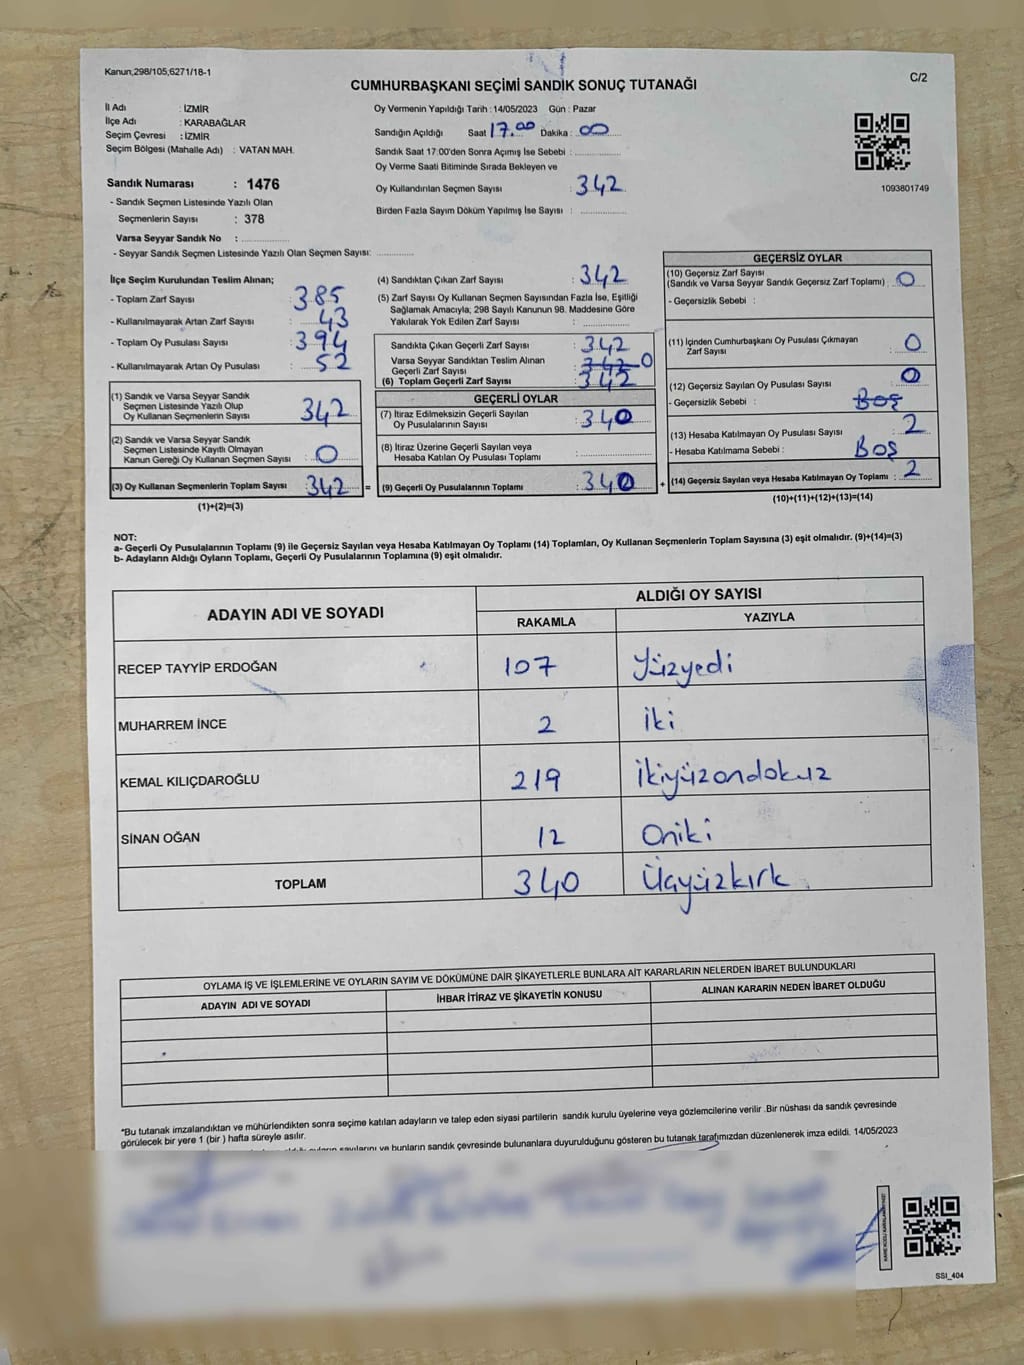 Kanun,298/105,6271/18-1
C/2
CUMHURBAŞKANI SEÇİMİ SANDIK SONUÇ TUTANAĞI
İl Adı : İZMİR
İlçe Adı : KARABAĞLAR
Seçim Çevresi : İZMİR
Seçim Bölgesi (Mahalle Adı) : VATAN MAH.
Sandık Numarası : 1476
- Sandık Seçmen Listesinde Yazılı Olan
Seçmenlerin Sayısı : 378
Varsa Seyyar Sandık No :
- Seyyar Sandık Seçmen Listesinde Yazılı Olan Seçmen Sayısı:
Oy Vermenin Yapıldığı Tarih : 14/05/2023 Gün : Pazar
Sandığın Açıldığı Saat 17.00 Dakika : 00
Sandık Saat 17:00'den Sonra Açımış İse Sebebi :
Oy Verme Saati Bitiminde Sırada Bekleyen ve
Oy Kullandırılan Seçmen Sayısı : 342
Birden Fazla Sayım Döküm Yapılmış İse Sayısı :
1093801749
İlçe Seçim Kurulundan Teslim Alınan;
- Toplam Zarf Sayısı : 385
- Kullanılmayarak Artan Zarf Sayısı : 43
- Toplam Oy Pusulası Sayısı : 394
- Kullanılmayarak Artan Oy Pusulası : 52
(1) Sandık ve Varsa Seyyar Sandık
Seçmen Listesinde Yazılı Olup
Oy Kullanan Seçmenlerin Sayısı : 342
(2) Sandık ve Varsa Seyyar Sandık
Seçmen Listesinde Kayıtlı Olmayan
Kanun Gereği Oy Kullanan Seçmen Sayısı : 0
(3) Oy Kullanan Seçmenlerin Toplam Sayısı : 342 =
(1)+(2)=(3)
(4) Sandıktan Çıkan Zarf Sayısı : 342
(5) Zarf Sayısı Oy Kullanan Seçmen Sayısından Fazla İse, Eşitliği
Sağlamak Amacıyla; 298 Sayılı Kanunun 98. Maddesine Göre
Yakılarak Yok Edilen Zarf Sayısı :
Sandıkta Çıkan Geçerli Zarf Sayısı : 342
Varsa Seyyar Sandıktan Teslim Alınan
Geçerli Zarf Sayısı : 342 0
(6) Toplam Geçerli Zarf Sayısı : 342
GEÇERLİ OYLAR
(7) İtiraz Edilmeksizin Geçerli Sayılan
Oy Pusulalarının Sayısı : 340
(8) İtiraz Üzerine Geçerli Sayılan veya
Hesaba Katılan Oy Pusulası Toplamı :
(9) Geçerli Oy Pusulalarının Toplamı : 340 +
GEÇERSİZ OYLAR
(10) Geçersiz Zarf Sayısı
(Sandık ve Varsa Seyyar Sandık Geçersiz Zarf Toplamı) : 0
- Geçersizlik Sebebi :
(11) İçinden Cumhurbaşkanı Oy Pusulası Çıkmayan
Zarf Sayısı : 0
(12) Geçersiz Sayılan Oy Pusulası Sayısı : 0
- Geçersizlik Sebebi : Boş
(13) Hesaba Katılmayan Oy Pusulası Sayısı : 2
- Hesaba Katılmama Sebebi : Boş
(14) Geçersiz Sayılan veya Hesaba Katılmayan Oy Toplamı : 2
(10)+(11)+(12)+(13)=(14)
NOT:
a- Geçerli Oy Pusulalarının Toplamı (9) ile Geçersiz Sayılan veya Hesaba Katılmayan Oy Toplamı (14) Toplamları, Oy Kullanan Seçmenlerin Toplam Sayısına (3) eşit olmalıdır. (9)+(14)=(3)
b- Adayların Aldığı Oyların Toplamı, Geçerli Oy Pusulalarının Toplamına (9) eşit olmalıdır.
ADAYIN ADI VE SOYADI ALDIĞI OY SAYISI
RAKAMLA YAZIYLA
RECEP TAYYİP ERDOĞAN 107 Yüzyedi
MUHARREM İNCE 2 İki
KEMAL KILIÇDAROĞLU 219 İkiyüzondokuz
SİNAN OĞAN 12 Oniki
TOPLAM 340 Üçyüzkırk
OYLAMA İŞ VE İŞLEMLERİNE VE OYLARIN SAYIM VE DÖKÜMÜNE DAİR ŞİKAYETLERLE BUNLARA AİT KARARLARIN NELERDEN İBARET BULUNDUKLARI
ADAYIN ADI VE SOYADI İHBAR İTİRAZ VE ŞİKAYETİN KONUSU ALINAN KARARIN NEDEN İBARET OLDUĞU
"Bu tutanak imzalandıktan ve mühürlendikten sonra seçime katılan adayların ve talep eden siyasi partilerin sandık kurulu üyelerine veya gözlemcilerine verilir .Bir nüshası da sandık çevresinde
görülecek bir yere 1 (bir ) hafta süreyle asılır.
sayılarını ve bunların sandık çevresinde bulunanlara duyurulduğunu gösteren bu tutanak tarafımızdan düzenlenerek imza edildi. 14/05/2023
SSI_404